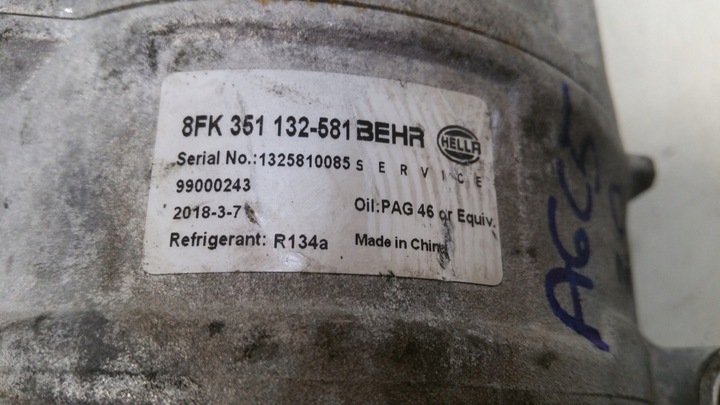 8FK 351 132-581 BEHR HELLA
Serial No.:1325810085 SERVICE
99000243
2018-3-7 Oil:PAG 46 or Equiv.
Refrigerant: R134a Made in China
A6C5